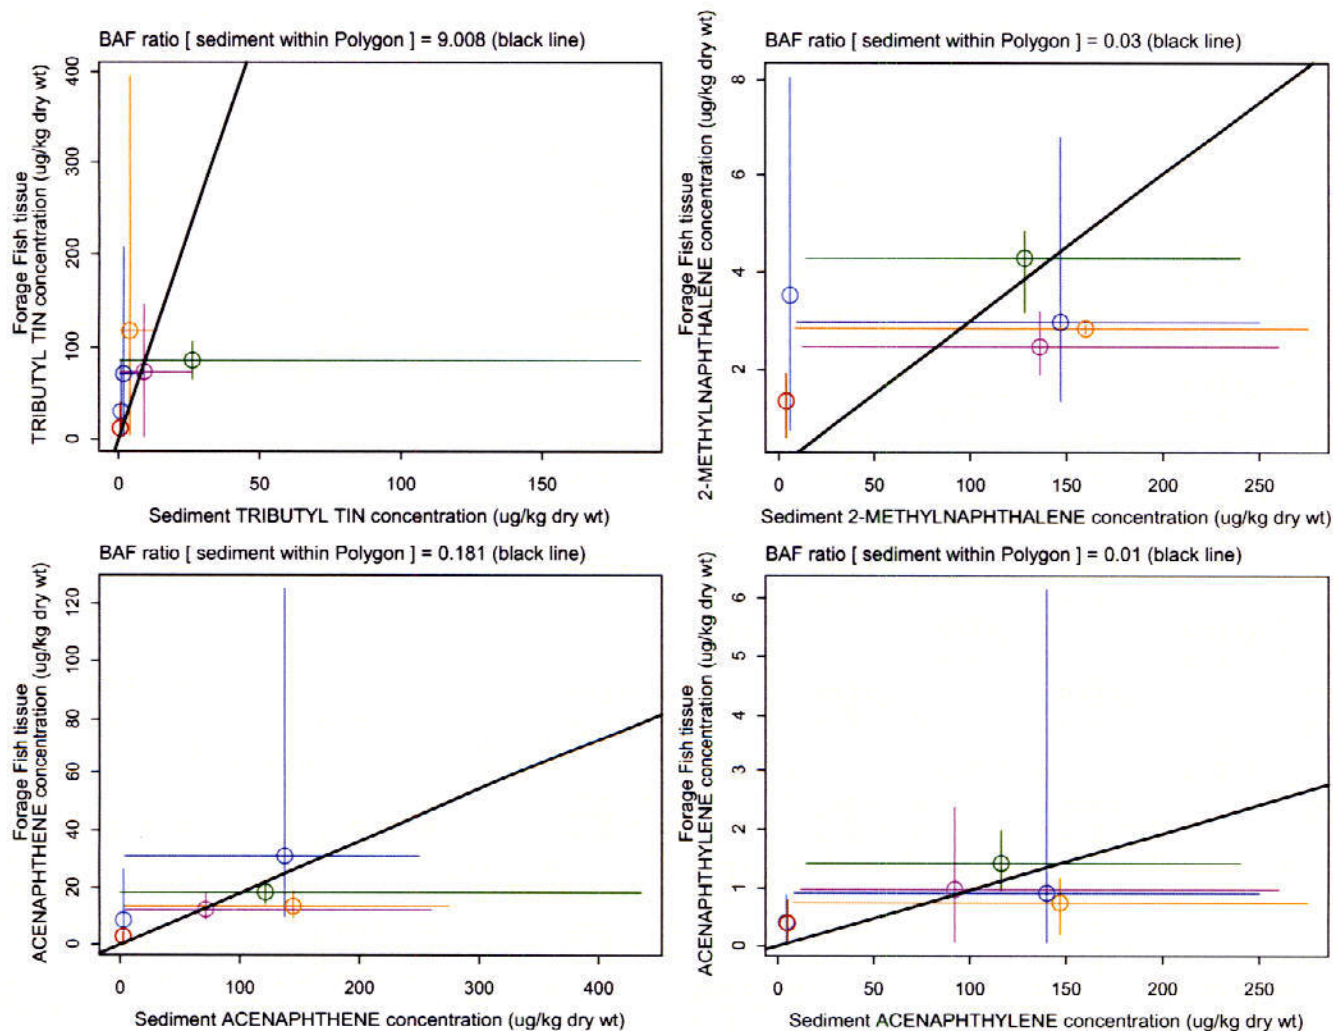 BAF ratio [ sediment within Polygon ] = 9.008 (black line)
Forage Fish tissue
TRIBUTYL TIN concentration (ug/kg dry wt)
400
300
200
100
0
0 50 100 150
Sediment TRIBUTYL TIN concentration (ug/kg dry wt)
BAF ratio [ sediment within Polygon ] = 0.03 (black line)
Forage Fish tissue
2-METHYLNAPHTHALENE concentration (ug/kg dry wt)
8
6
4
2
0 50 100 150 200 250
Sediment 2-METHYLNAPHTHALENE concentration (ug/kg dry wt)
BAF ratio [ sediment within Polygon ] = 0.181 (black line)
Forage Fish tissue
ACENAPHTHENE concentration (ug/kg dry wt)
120
80
60
40
20
0
0 100 200 300 400
Sediment ACENAPHTHENE concentration (ug/kg dry wt)
BAF ratio [ sediment within Polygon ] = 0.01 (black line)
Forage Fish tissue
ACENAPHTHYLENE concentration (ug/kg dry wt)
6
5
4
3
2
1
0
0 50 100 150 200 250
Sediment ACENAPHTHYLENE concentration (ug/kg dry wt)